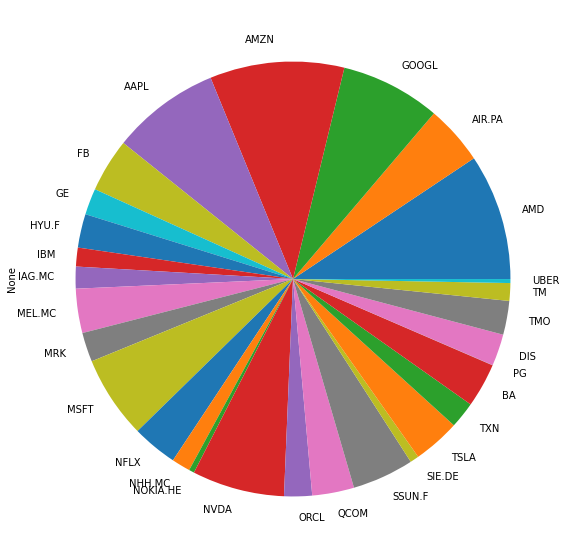 AMZN
GOOGL
AAPL
AIR.PA
FB
GE
AMD
HYU.F
IBM
IAG.MC
None
UBER
TM
MEL.MC
TMO
MRK
DIS
PG
BA
MSFT
TXN
TSLA
NFLX
SIE.DE
NHH.MC
NOKIA.HE
SSUN.F
NVDA
QCOM
ORCL